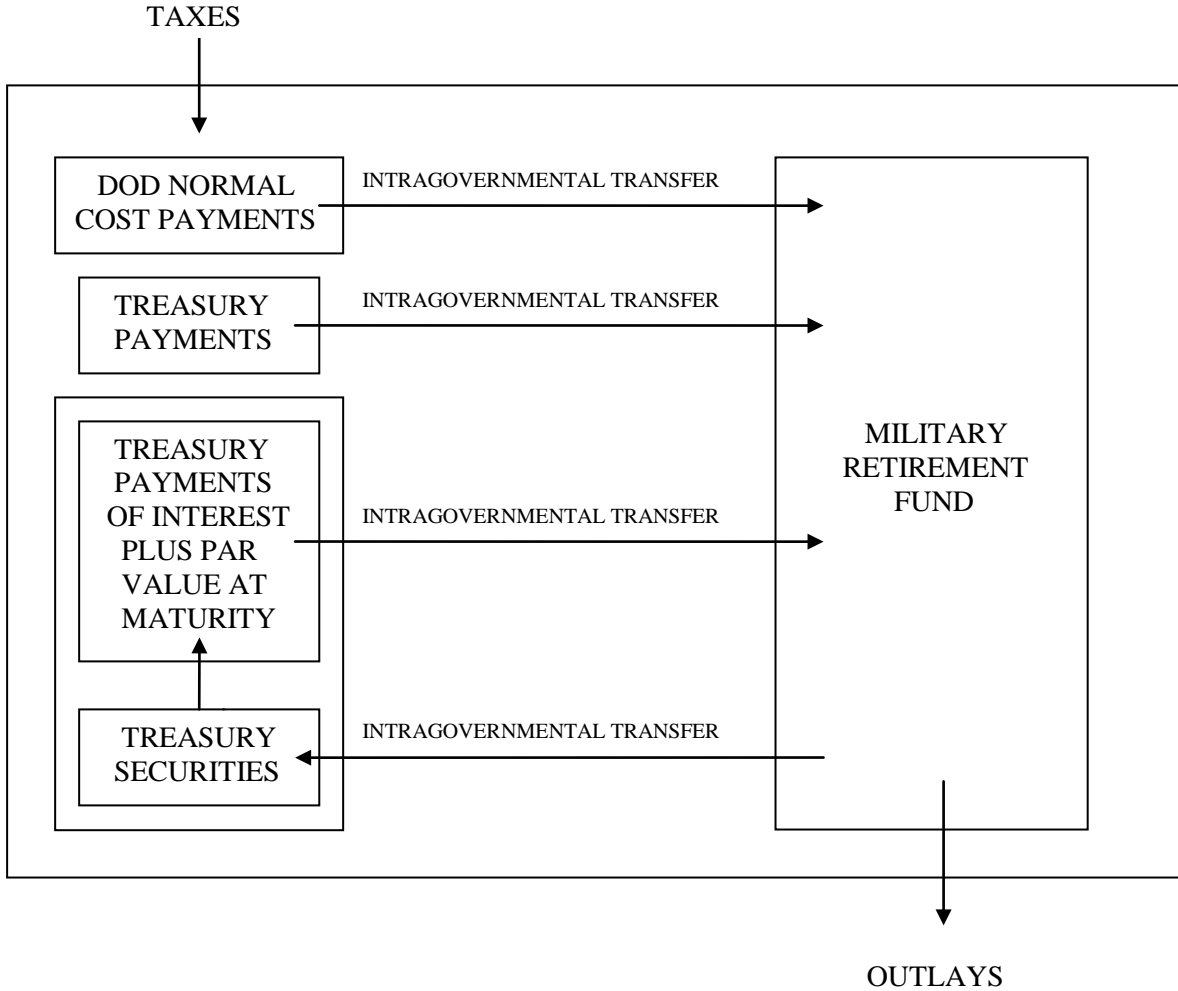 TAXES
DOD NORMAL
COST PAYMENTS
INTRAGOVERNMENTAL TRANSFER
TREASURY
PAYMENTS
INTRAGOVERNMENTAL TRANSFER
TREASURY
PAYMENTS
OF INTEREST
PLUS PAR
VALUE AT
MATURITY
INTRAGOVERNMENTAL TRANSFER
MILITARY
RETIREMENT
FUND
TREASURY
SECURITIES
INTRAGOVERNMENTAL TRANSFER
OUTLAYS